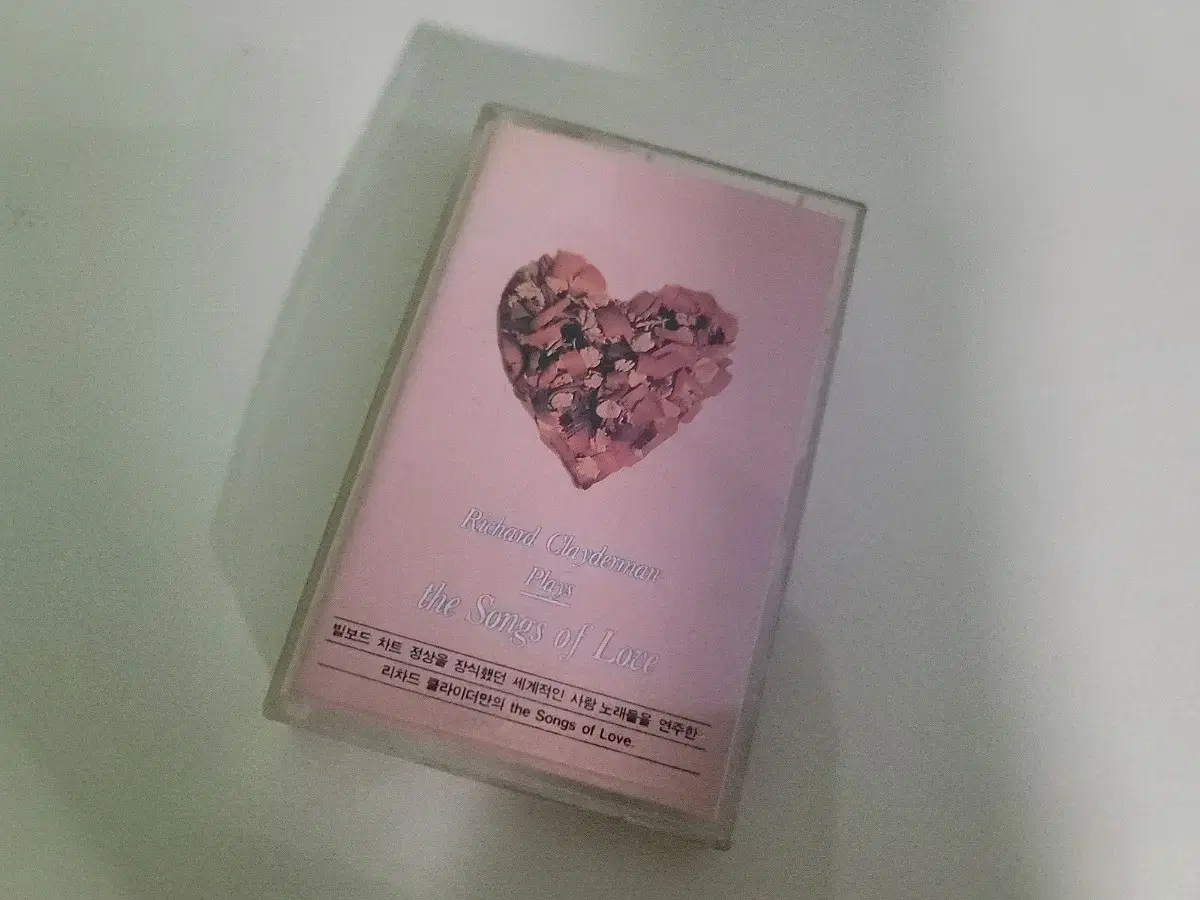 Richard Clayderman
Plays
the Songs of Love
빌보드 차트 정상을 장식했던 세계적인 사랑 노래들을 연주한
리차드 클라이더만의 the Songs of Love.